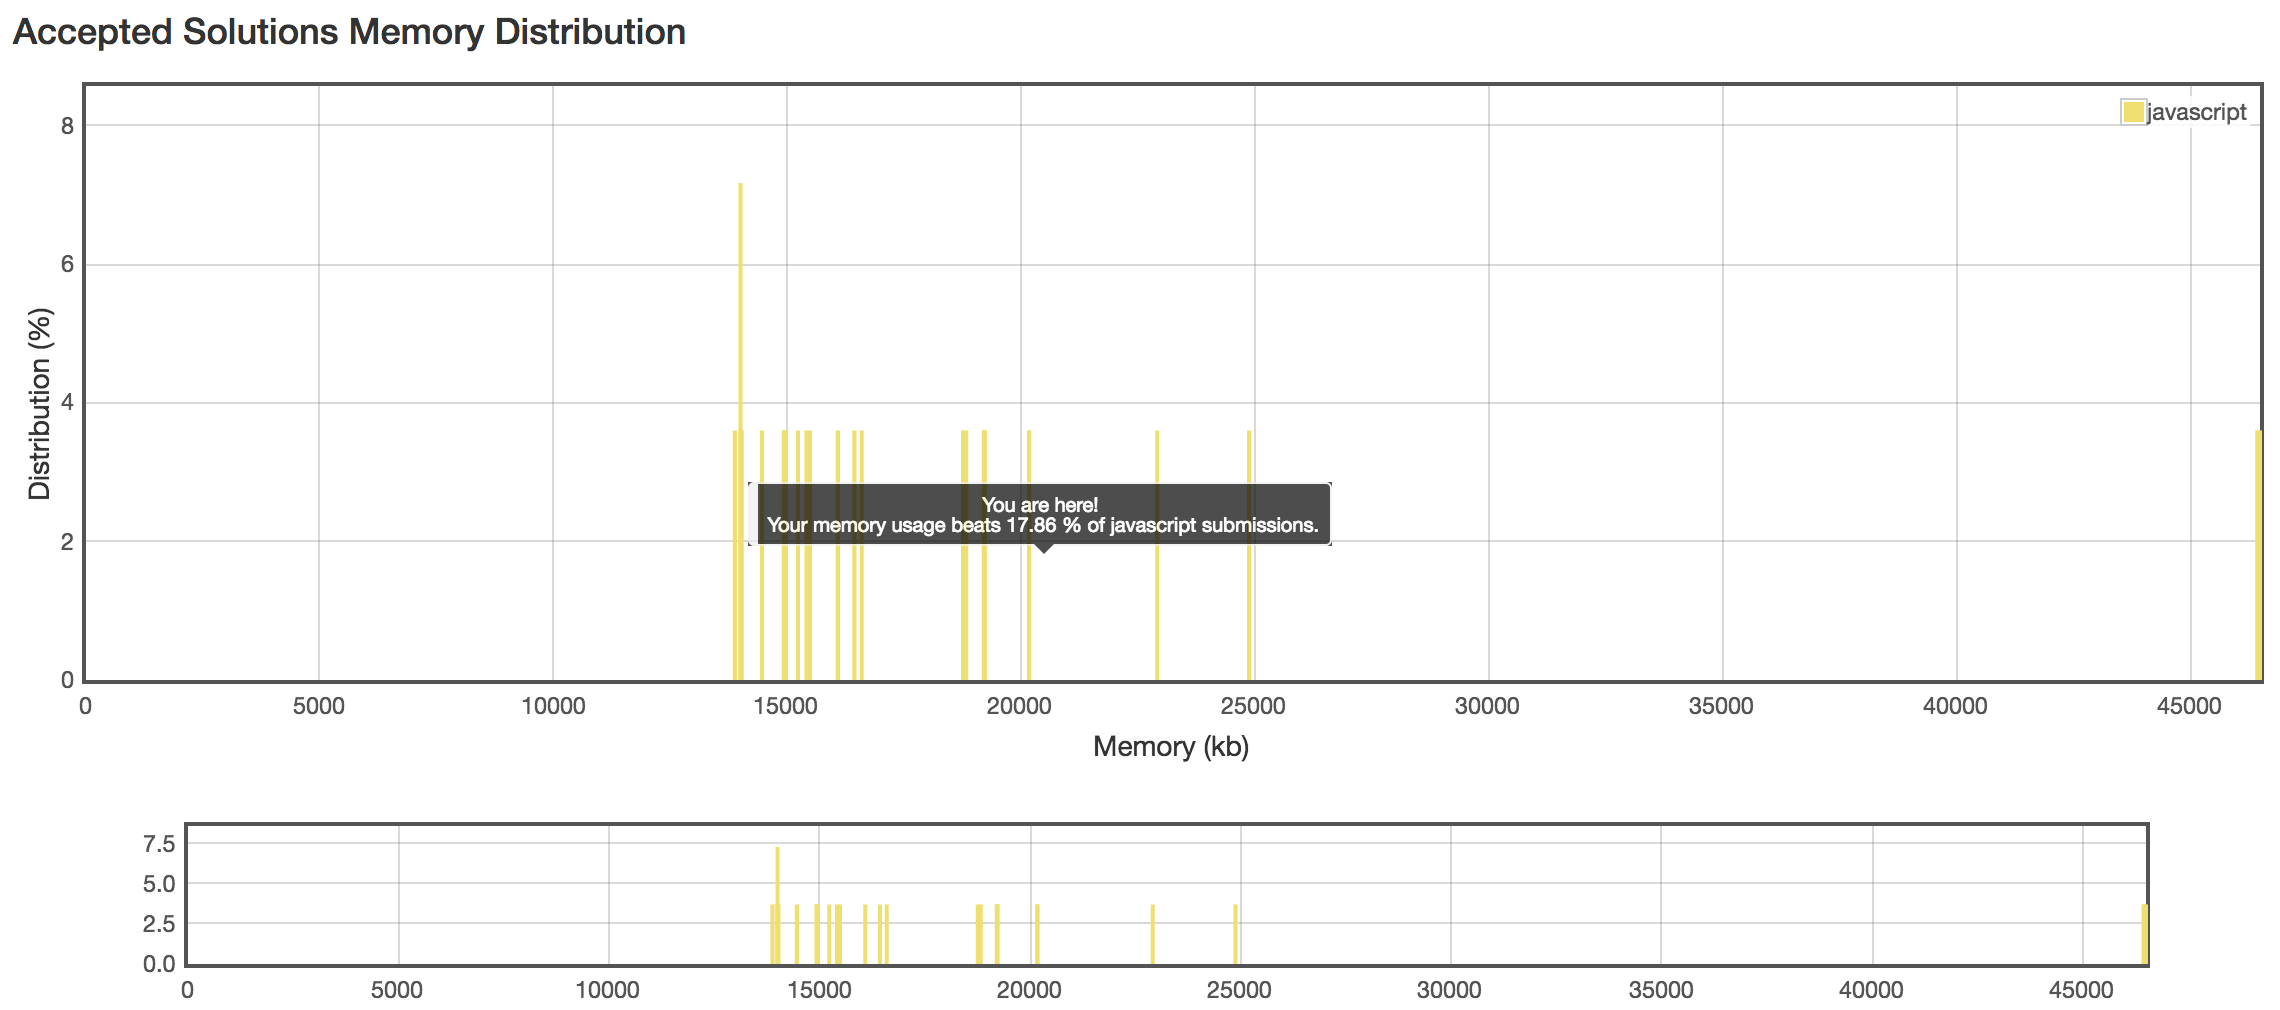 Accepted Solutions Memory Distribution
javascript
8
6
4
2
0
Distribution (%)
You are here!
Your memory usage beats 17.86 % of javascript submissions.
0 5000 10000 15000 20000 25000 30000 35000 40000 45000
Memory (kb)
7.5
5.0
2.5
0.0
0 5000 10000 15000 20000 25000 30000 35000 40000 45000